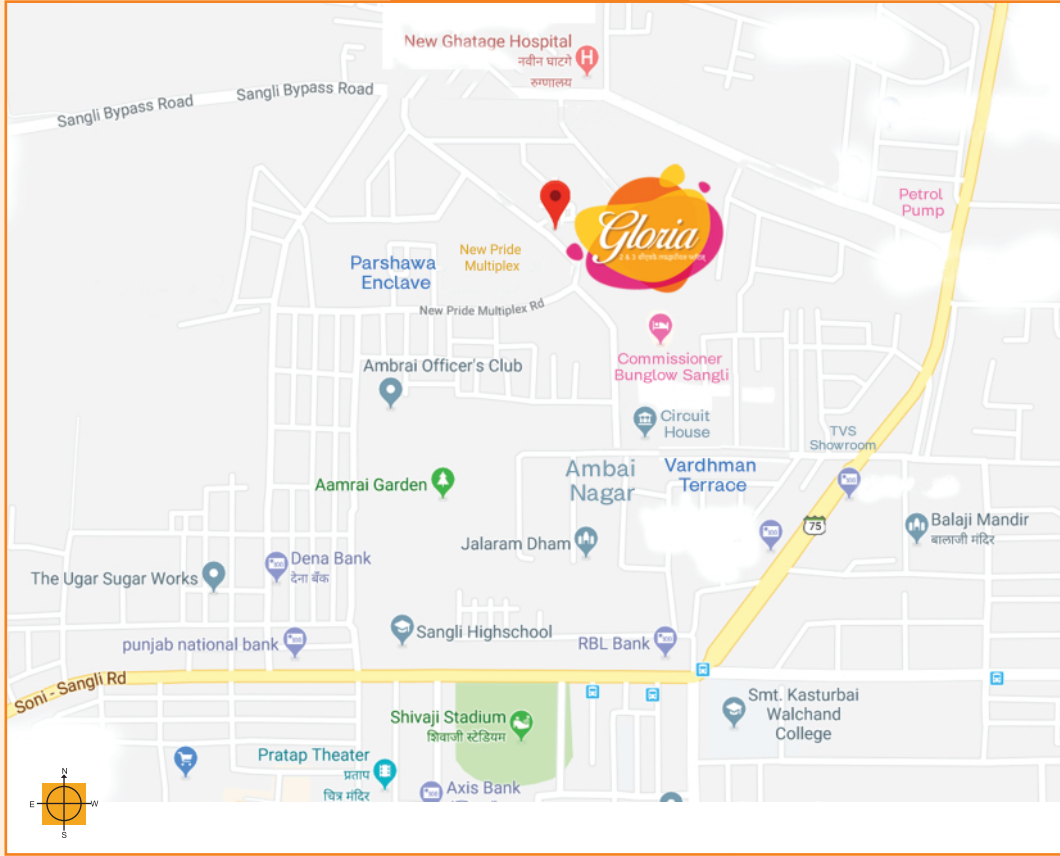 New Ghatage Hospital
नवीन घाटगे
रुग्णालय
Sangli Bypass Road
Sangli Bypass Road
Petrol
Pump
Gloria
New Pride
Multiplex
Parshawa
Enclave
New Pride Multiplex Rd
Commissioner
Bunglow Sangli
Ambrai Officer's Club
Circuit
House
TVS
Showroom
Ambai
Nagar
Vardhman
Terrace
Aamrai Garden
75
Balaji Mandir
बालाजी मंदिर
Jalaram Dham
Dena Bank
देना बँक
The Ugar Sugar Works
Sangli Highschool
punjab national bank
RBL Bank
Soni - Sangli Rd
Smt. Kasturbai
Walchand
College
Shivaji Stadium
शिवाजी स्टेडियम
Pratap Theater
प्रताप
चित्र मंदिर
Axis Bank
N
E
W
S